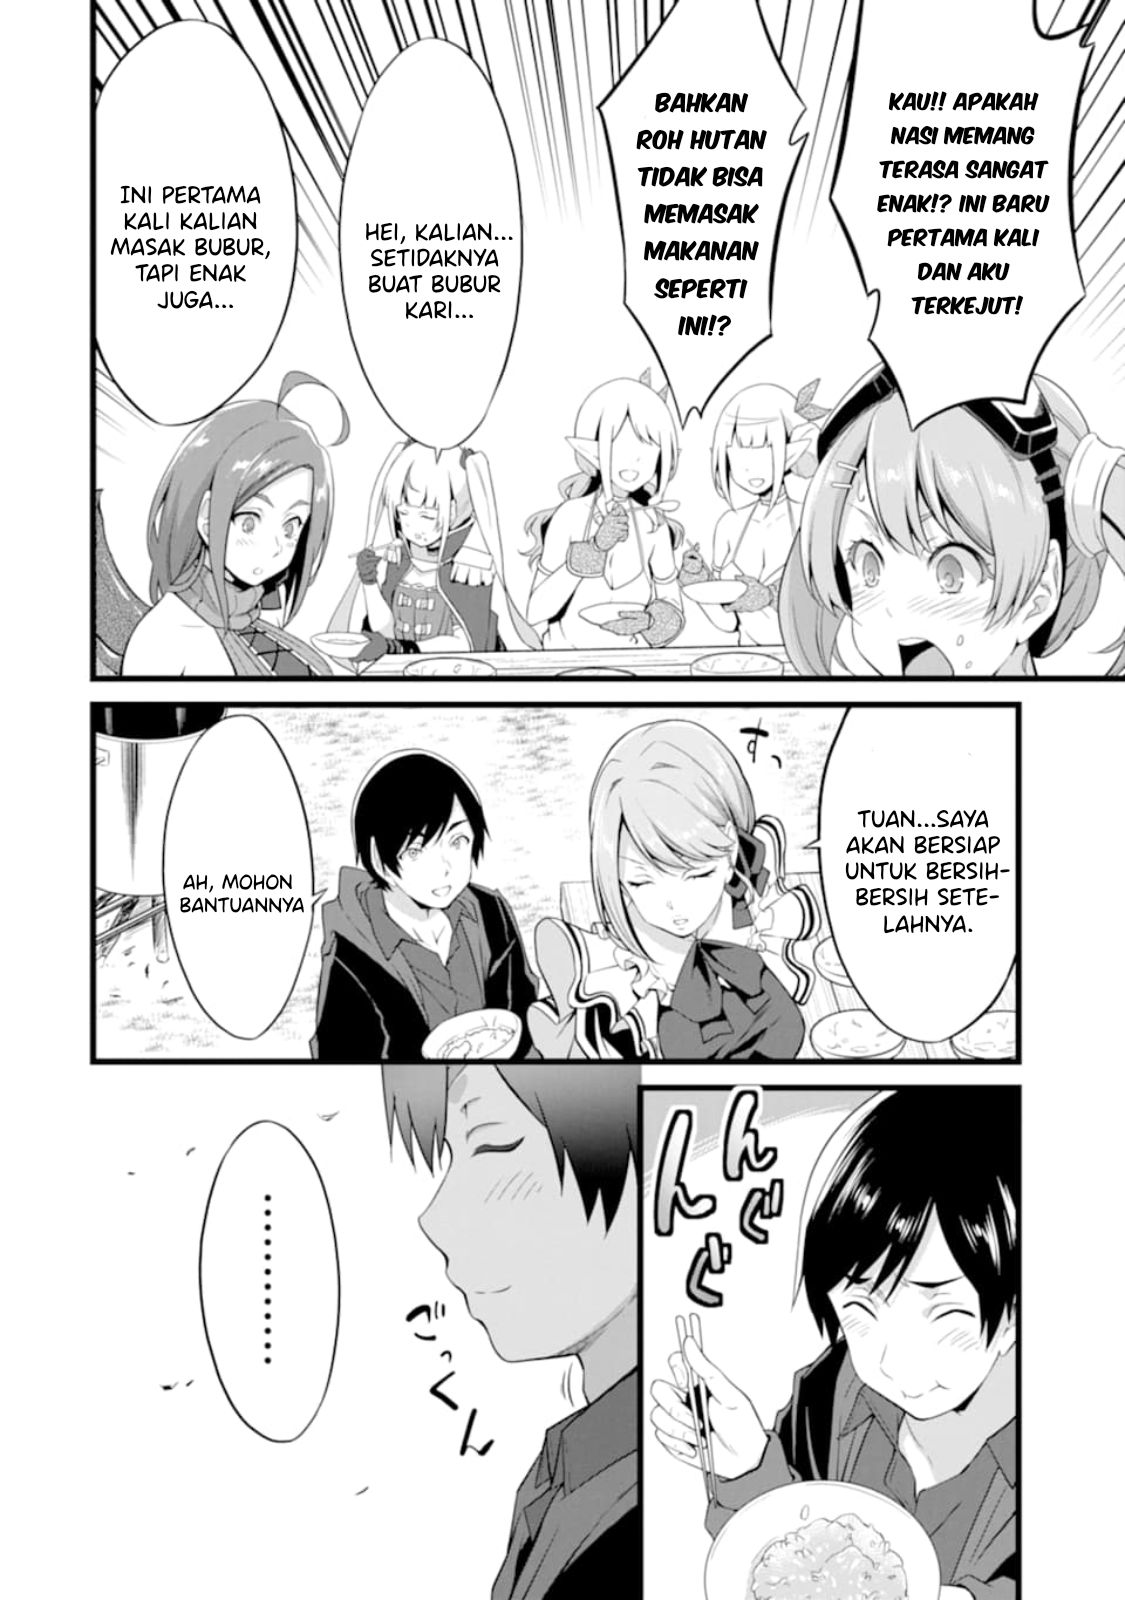 KAU!! APAKAH
NASI MEMANG
TERASA SANGAT
ENAK!? INI BARU
PERTAMA KALI
DAN AKU
TERKEJUT!
BAHKAN
ROH HUTAN
TIDAK BISA
MEMASAK
MAKANAN
SEPERTI
INI!?
HEI, KALIAN...
SETIDAKNYA
BUAT BUBUR
KARI...
INI PERTAMA
KALI KALIAN
MASAK BUBUR,
TAPI ENAK
JUGA...
すっ
TUAN...SAYA
AKAN BERSIAP
UNTUK BERSIH-
BERSIH SETE-
LAHNYA.
AH, MOHON
BANTUANNYA
んぐ
んぐ
ごっくん
...........